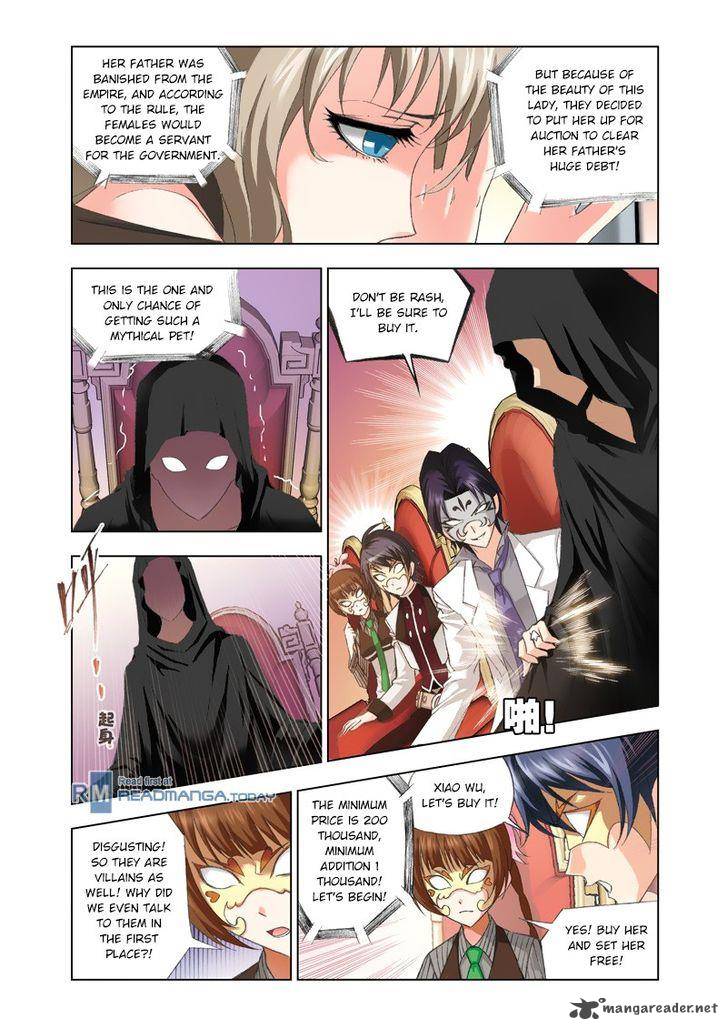 HER FATHER WAS
BANISHED FROM THE
EMPIRE, AND ACCORDING
TO THE RULE, THE
FEMALES WOULD
BECOME A SERVANT
FOR THE GOVERNMENT.
BUT BECAUSE OF
THE BEAUTY OF THIS
LADY, THEY DECIDED
TO PUT HER UP FOR
AUCTION TO CLEAR
HER FATHER'S
HUGE DEBT!
THIS IS THE ONE AND
ONLY CHANCE OF
GETTING SUCH A
MYTHICAL PET!
DON'T BE RASH,
I'LL BE SURE TO
BUY IT.
起身
啪!
RM
Read first at
READMANGA.TODAY
DISGUSTING!
SO THEY ARE
VILLAINS AS
WELL! WHY DID
WE EVEN TALK
TO THEM IN THE
FIRST
PLACE?!
THE MINIMUM
PRICE IS 200
THOUSAND,
MINIMUM
ADDITION 1
THOUSAND!
LET'S BEGIN!
XIAO WU,
LET'S BUY IT!
YES! BUY HER
AND SET HER
FREE!
mangareader.net